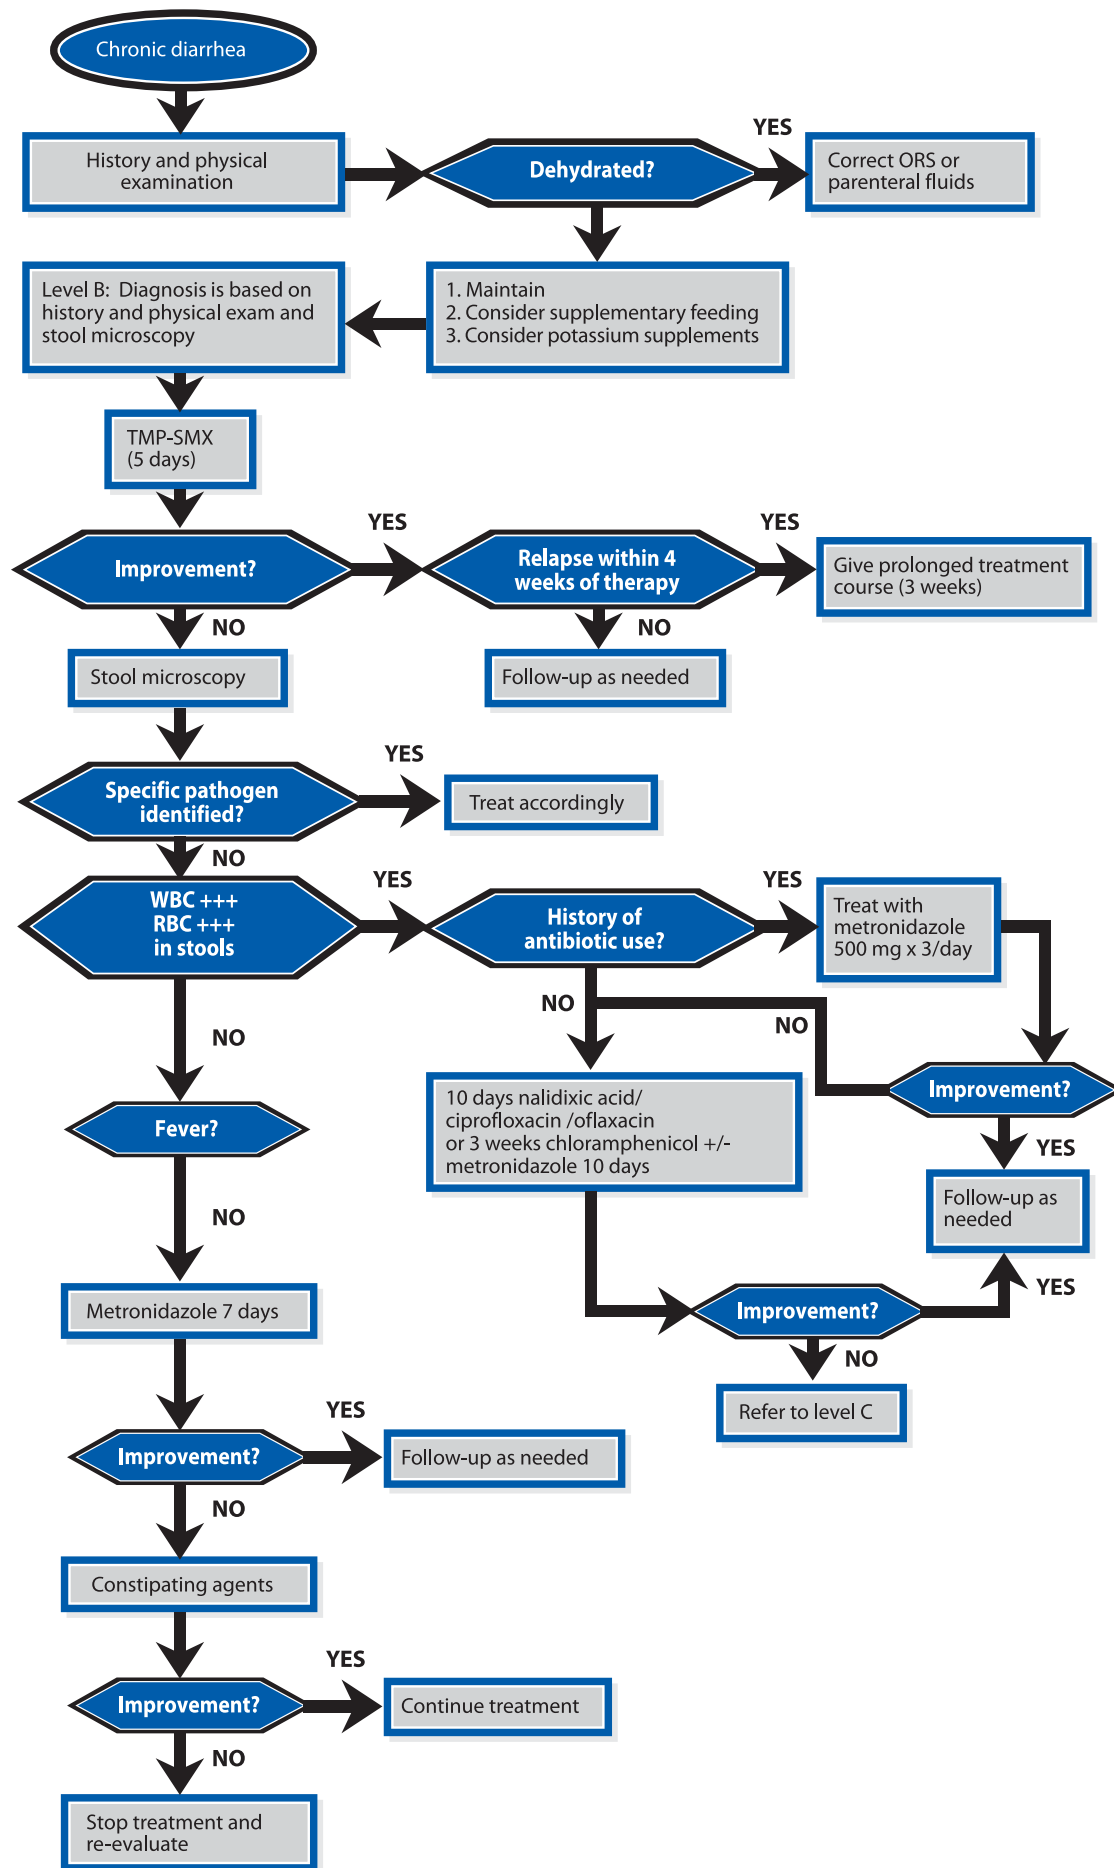 Chronic diarrhea
History and physical
examination
Dehydrated?
YES
Correct ORS or
parenteral fluids
Level B:  Diagnosis is based on
history and physical exam and
stool microscopy
1. Maintain
2. Consider supplementary feeding
3. Consider potassium supplements
TMP-SMX
(5 days)
Improvement?
YES
Relapse within 4
weeks of therapy
YES
Give prolonged treatment
course (3 weeks)
NO
NO
Stool microscopy
Follow-up as needed
Specific pathogen
identified?
YES
Treat accordingly
NO
WBC +++
RBC +++
in stools
YES
History of
antibiotic use?
YES
Treat with
metronidazole
500 mg x 3/day
NO
NO
NO
10 days nalidixic acid/
ciprofloxacin /oflaxacin
or 3 weeks chloramphenicol +/-
metronidazole 10 days
Improvement?
YES
Follow-up as
needed
Fever?
NO
Metronidazole 7 days
Improvement?
YES
NO
Refer to level C
Improvement?
YES
Follow-up as needed
NO
Constipating agents
Improvement?
YES
Continue treatment
NO
Stop treatment and
re-evaluate